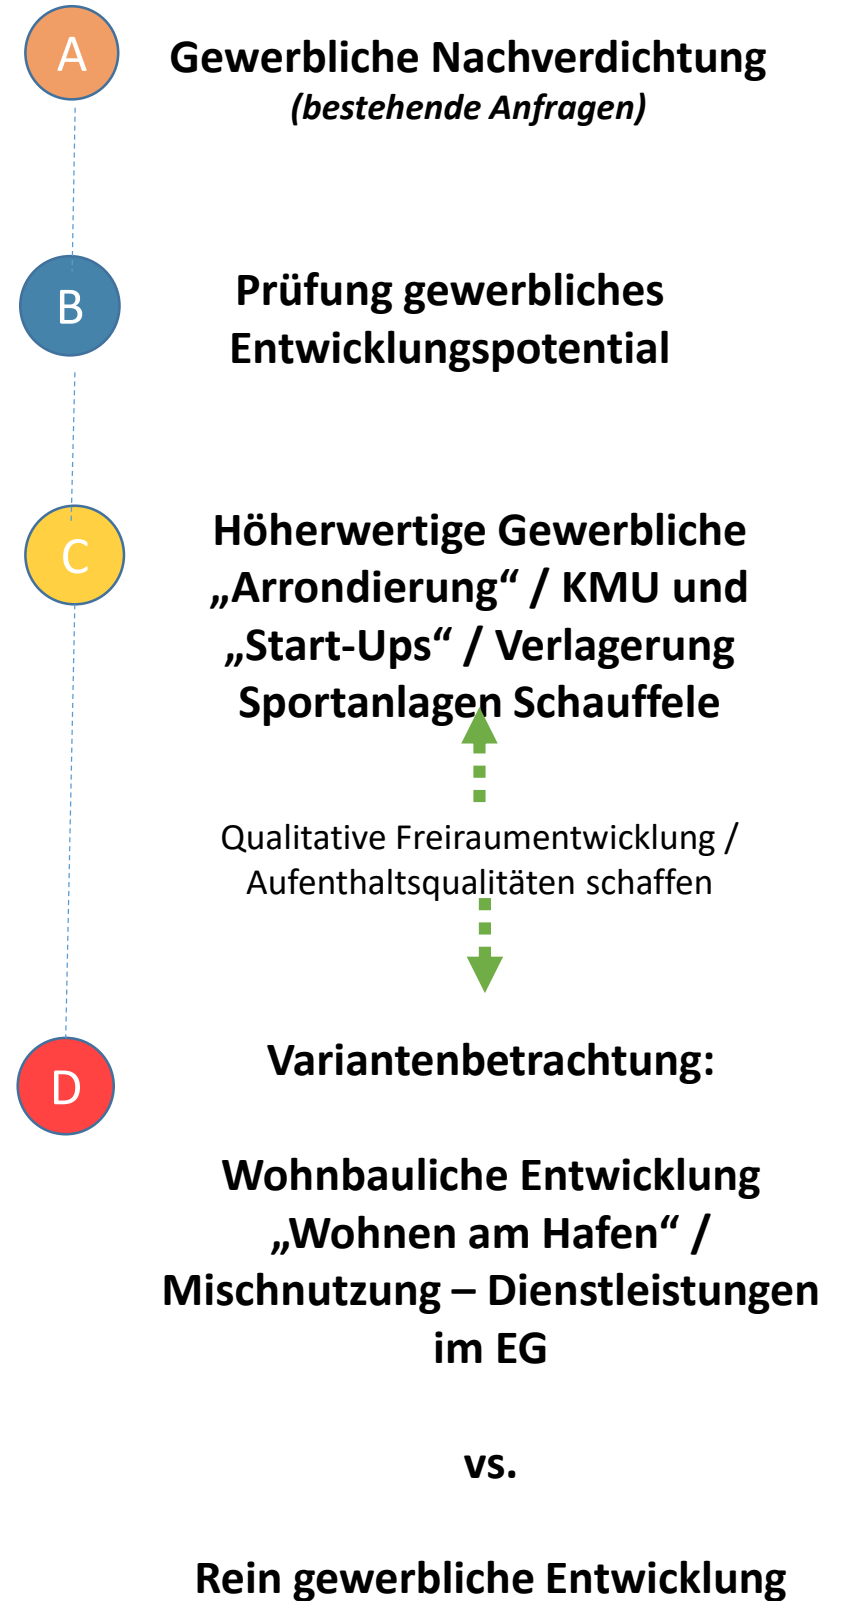 A
Gewerbliche Nachverdichtung
(bestehende Anfragen)
B
Prüfung gewerbliches
Entwicklungspotential
C
Höherwertige Gewerbliche
„Arrondierung“ / KMU und
„Start-Ups“ / Verlagerung
Sportanlagen Schauffele
Qualitative Freiraumentwicklung /
Aufenthaltsqualitäten schaffen
D
Variantenbetrachtung:
Wohnbauliche Entwicklung
„Wohnen am Hafen“ /
Mischnutzung – Dienstleistungen
im EG
vs.
Rein gewerbliche Entwicklung